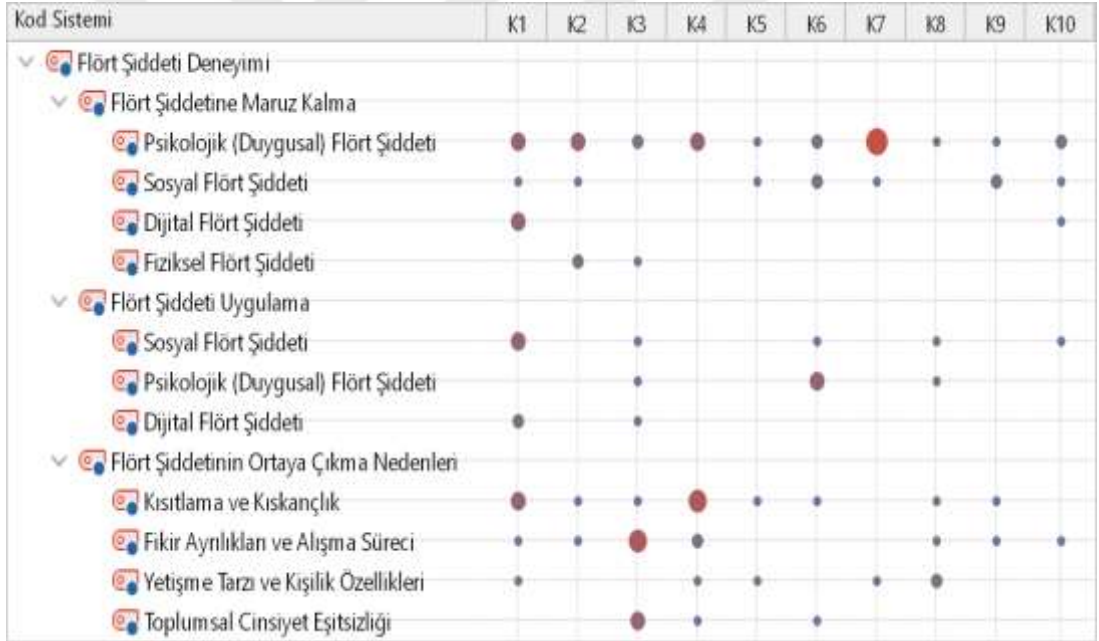 Kod Sistemi K1 K2 K3 K4 K5 K6 K7 K8 K9 K10
Flört Şiddeti Deneyimi
Flört Şiddetine Maruz Kalma
Psikolojik (Duygusal) Flört Şiddeti
Sosyal Flört Şiddeti
Dijital Flört Şiddeti
Fiziksel Flört Şiddeti
Flört Şiddeti Uygulama
Sosyal Flört Şiddeti
Psikolojik (Duygusal) Flört Şiddeti
Dijital Flört Şiddeti
Flört Şiddetinin Ortaya Çıkma Nedenleri
Kısıtlama ve Kıskançlık
Fikir Ayrılıkları ve Alışma Süreci
Yetişme Tarzı ve Kişilik Özellikleri
Toplumsal Cinsiyet Eşitsizliği